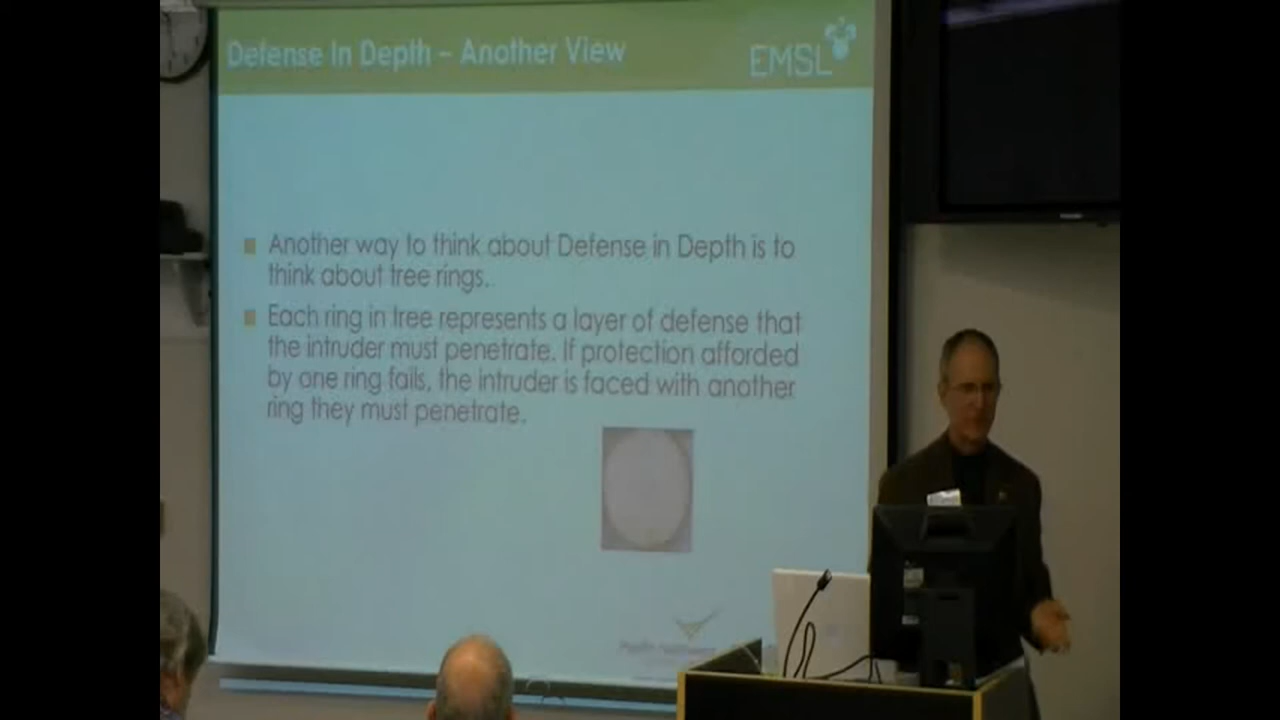 Defense In Depth – Another View
EMSL
Another way to think about Defense in Depth is to
think about tree rings.
Each ring in tree represents a layer of defense that
the intruder must penetrate. If protection afforded
by one ring fails, the intruder is faced with another
ring they must penetrate.
Pacific Northwest